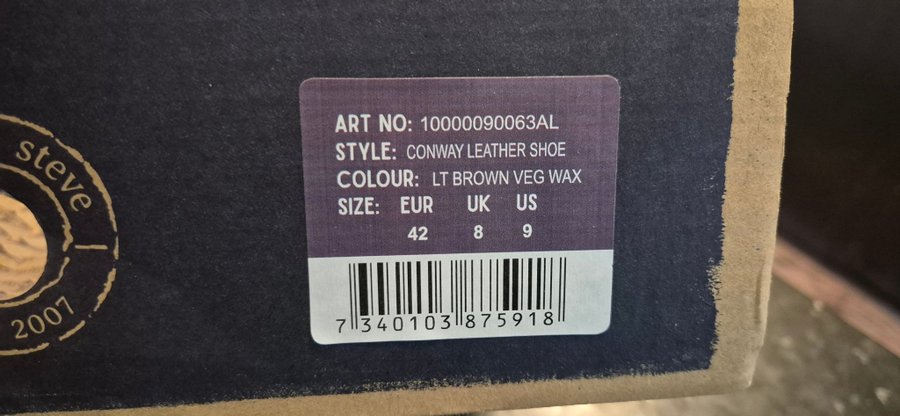 steve
2007
ART NO: 10000090063AL
STYLE: CONWAY LEATHER SHOE
COLOUR: LT BROWN VEG WAX
SIZE: EUR UK US
42 8 9
7 340103 875918